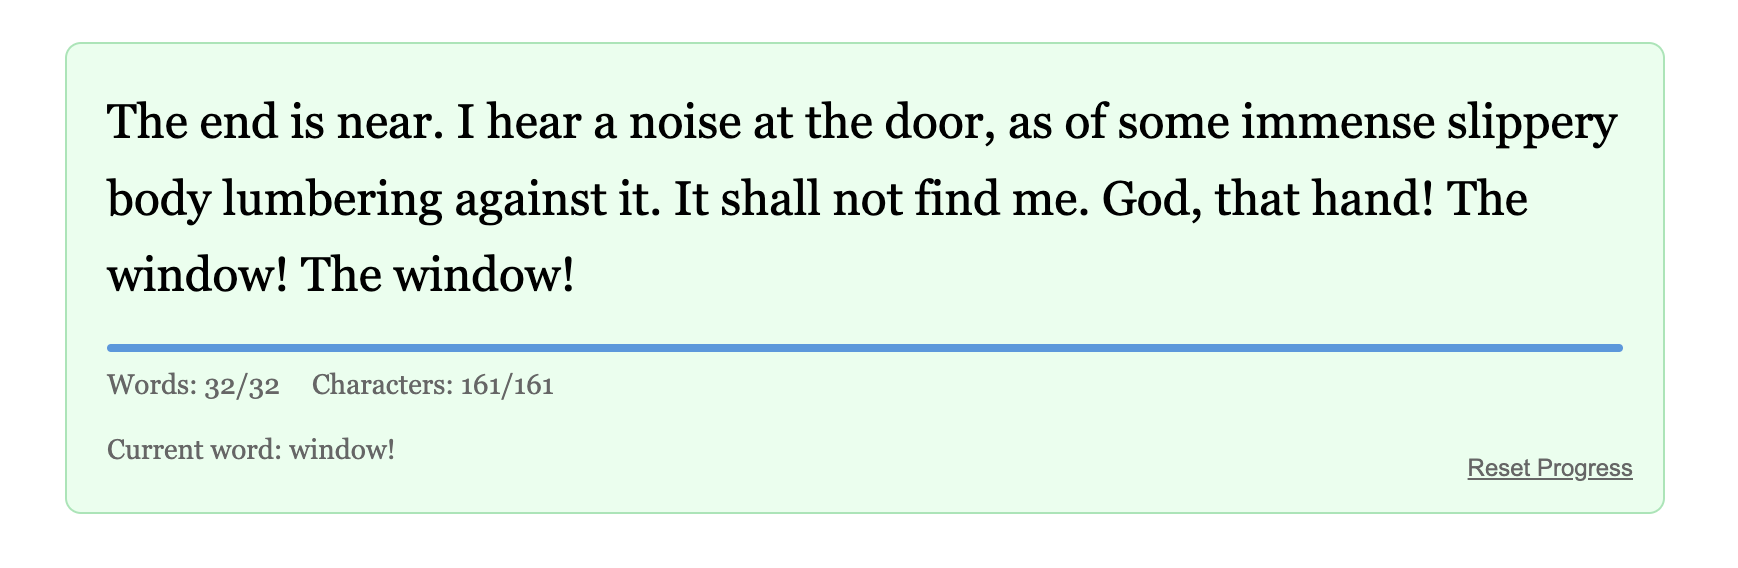 The end is near. I hear a noise at the door, as of some immense slippery
body lumbering against it. It shall not find me. God, that hand! The
window! The window!
Words: 32/32 Characters: 161/161
Current word: window!
Reset Progress